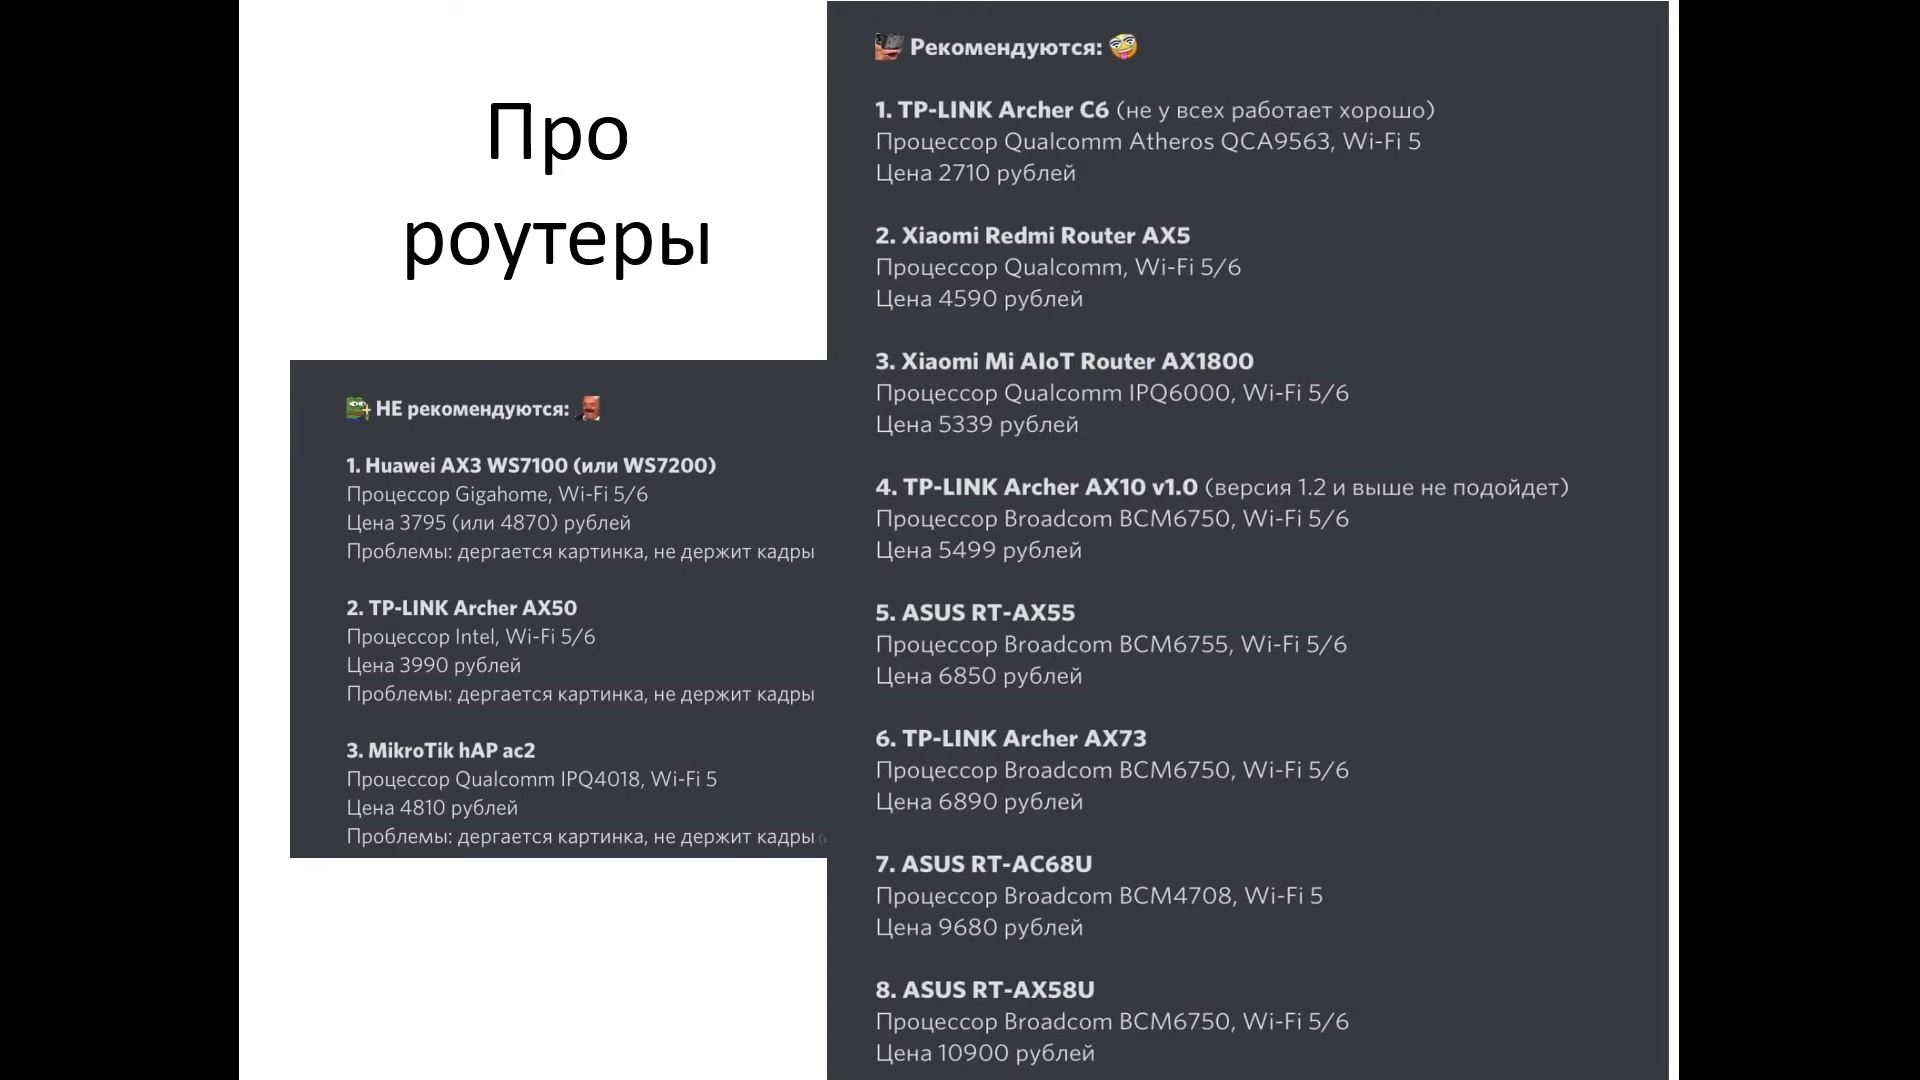 Про
роутеры
НЕ рекомендуются:
1. Huawei AX3 WS7100 (или WS7200)
Процессор Gigahome, Wi-Fi 5/6
Цена 3795 (или 4870) рублей
Проблемы: дергается картинка, не держит кадры
2. TP-LINK Archer AX50
Процессор Intel, Wi-Fi 5/6
Цена 3990 рублей
Проблемы: дергается картинка, не держит кадры
3. MikroTik hAP ac2
Процессор Qualcomm IPQ4018, Wi-Fi 5
Цена 4810 рублей
Проблемы: дергается картинка, не держит кадры
Рекомендуются:
1. TP-LINK Archer C6 (не у всех работает хорошо)
Процессор Qualcomm Atheros QCA9563, Wi-Fi 5
Цена 2710 рублей
2. Xiaomi Redmi Router AX5
Процессор Qualcomm, Wi-Fi 5/6
Цена 4590 рублей
3. Xiaomi Mi AIoT Router AX1800
Процессор Qualcomm IPQ6000, Wi-Fi 5/6
Цена 5339 рублей
4. TP-LINK Archer AX10 v1.0 (версия 1.2 и выше не подойдет)
Процессор Broadcom BCM6750, Wi-Fi 5/6
Цена 5499 рублей
5. ASUS RT-AX55
Процессор Broadcom BCM6755, Wi-Fi 5/6
Цена 6850 рублей
6. TP-LINK Archer AX73
Процессор Broadcom BCM6750, Wi-Fi 5/6
Цена 6890 рублей
7. ASUS RT-AC68U
Процессор Broadcom BCM4708, Wi-Fi 5
Цена 9680 рублей
8. ASUS RT-AX58U
Процессор Broadcom BCM6750, Wi-Fi 5/6
Цена 10900 рублей